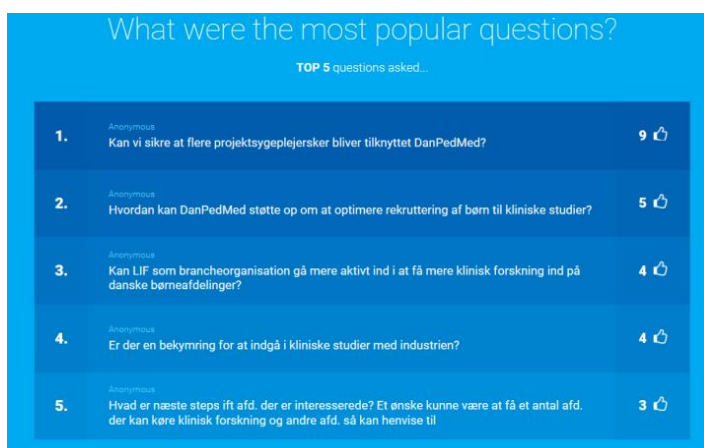 What were the most popular questions?
TOP 5 questions asked...
1.
Anonymous
Kan vi sikre at flere projektsygeplejersker bliver tilknyttet DanPedMed?
9
2.
Anonymous
Hvordan kan DanPedMed støtte op om at optimere rekruttering af børn til kliniske studier?
5
3.
Anonymous
Kan LIF som brancheorganisation gå mere aktivt ind i at få mere klinisk forskning ind på
danske børneafdelinger?
4
4.
Anonymous
Er der en bekymring for at indgå i kliniske studier med industrien?
4
5.
Anonymous
Hvad er næste steps ift afd. der er interesserede? Et ønske kunne være at få et antal afd.
der kan køre klinisk forskning og andre afd. så kan henvise til
3